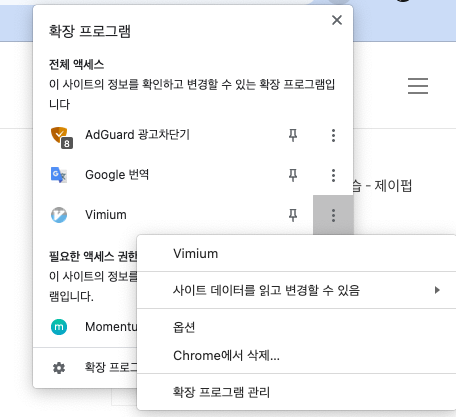 확장 프로그램
전체 액세스
이 사이트의 정보를 확인하고 변경할 수 있는 확장 프로그램입
니다
AdGuard 광고차단기
8
Google 번역
습 - 제이펍
Vimium
필요한 액세스 권한
이 사이트의 정보를
램입니다.
Vimium
사이트 데이터를 읽고 변경할 수 있음
옵션
Chrome에서 삭제...
확장 프로그램 관리
Momentu
m
확장 프로그